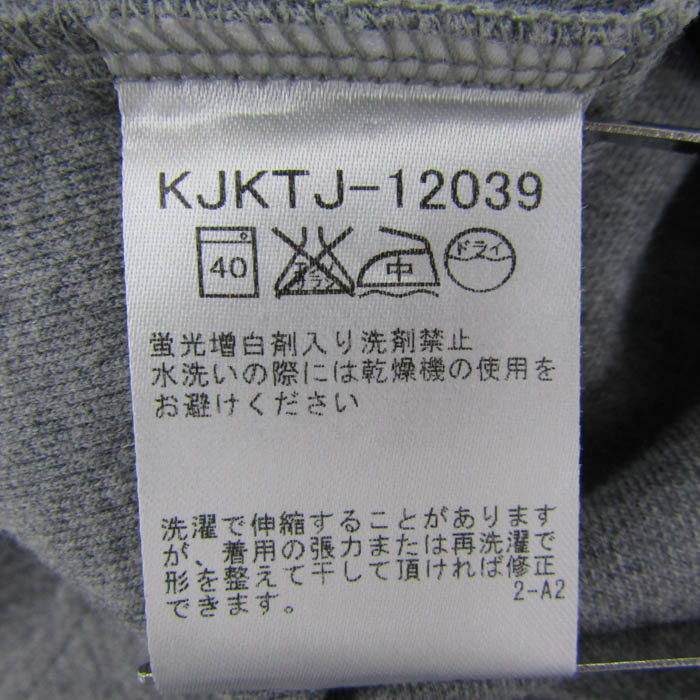 KJKTJ-12039
40 中 ドライ
蛍光増白剤入り洗剤禁止
水洗いの際には乾燥機の使用を
お避けください
洗濯で伸縮することがあります
が、着用の張力または再洗濯で
形を整えて干して頂ければ修正
できます。
2-A2